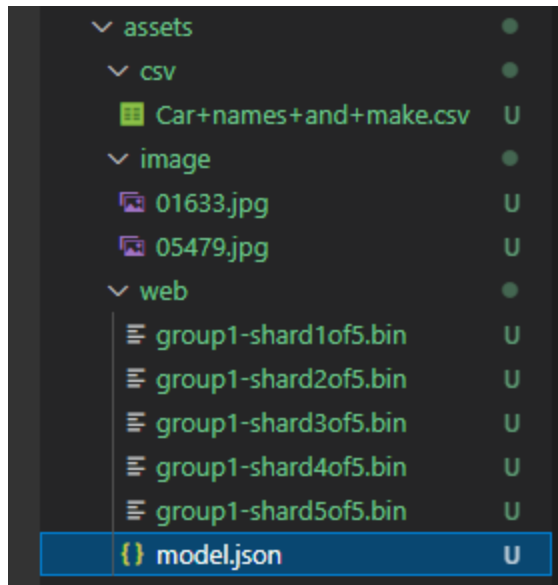 assets
csv
Car+names+and+make.csv U
image
01633.jpg U
05479.jpg U
web
group1-shard1of5.bin U
group1-shard2of5.bin U
group1-shard3of5.bin U
group1-shard4of5.bin U
group1-shard5of5.bin U
{} model.json U